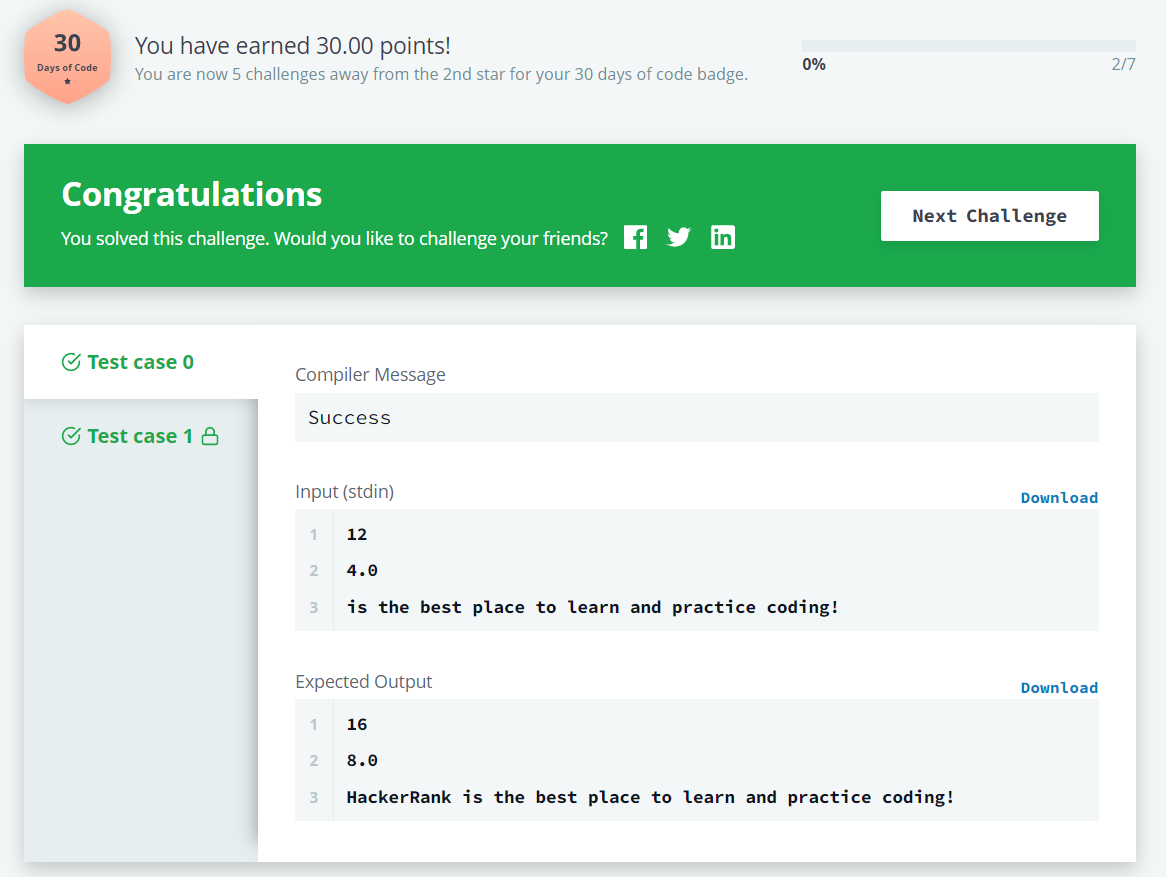 30
Days of Code
You have earned 30.00 points!
You are now 5 challenges away from the 2nd star for your 30 days of code badge.
0%
2/7
Congratulations
You solved this challenge. Would you like to challenge your friends?
Next Challenge
Test case 0
Test case 1
Compiler Message
Success
Input (stdin)
Download
1 12
2 4.0
3 is the best place to learn and practice coding!
Expected Output
Download
1 16
2 8.0
3 HackerRank is the best place to learn and practice coding!